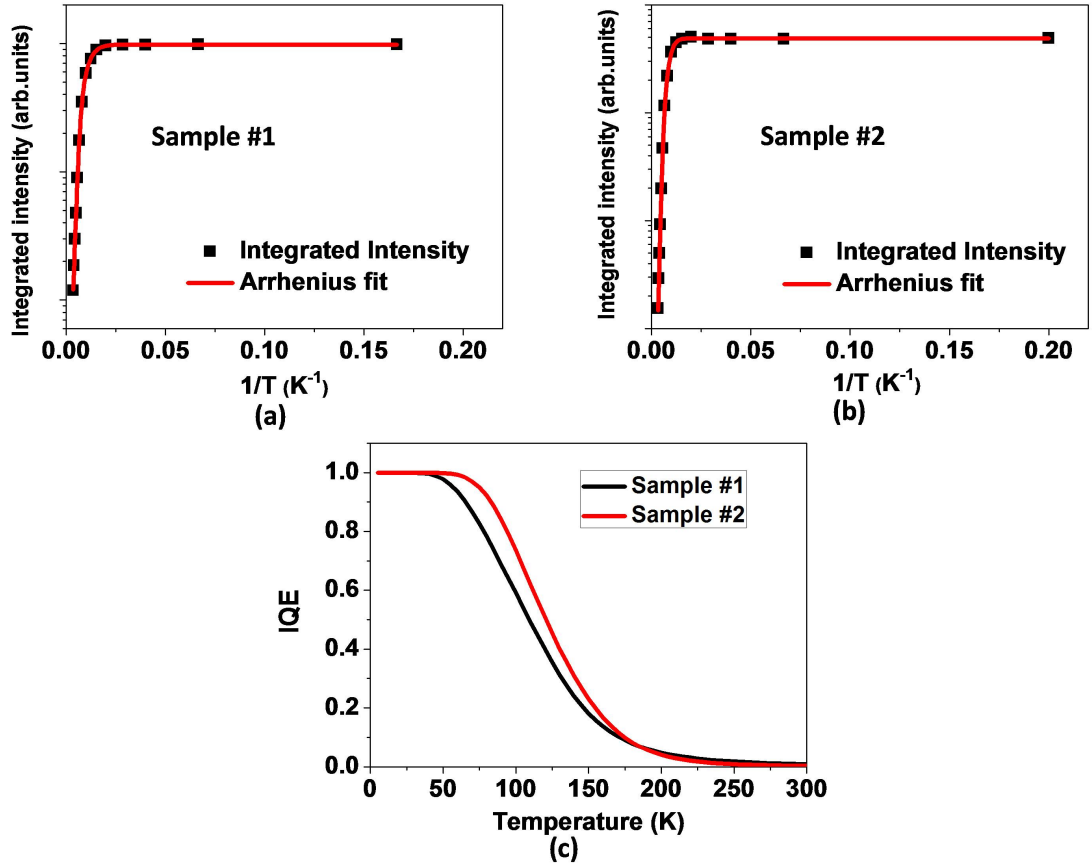 Integrated intensity (arb.units)
Sample #1
Integrated Intensity
Arrhenius fit
0.00 0.05 0.10 0.15 0.20
1/T (K⁻¹)
(a)
Integrated intensity (arb.units)
Sample #2
Integrated Intensity
Arrhenius fit
0.00 0.05 0.10 0.15 0.20
1/T (K⁻¹)
(b)
IQE
1.0
0.8
0.6
0.4
0.2
0.0
Sample #1
Sample #2
0 50 100 150 200 250 300
Temperature (K)
(c)